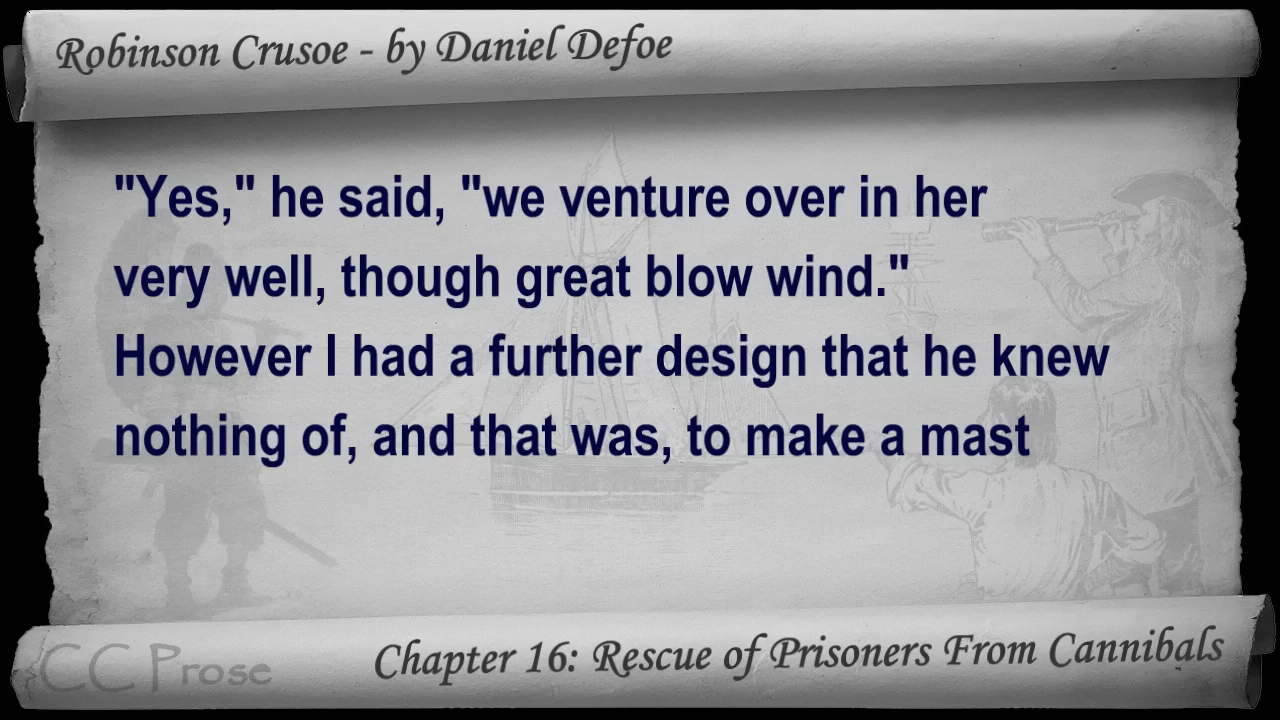 Robinson Crusoe - by Daniel Defoe
"Yes," he said, "we venture over in her
very well, though great blow wind."
However I had a further design that he knew
nothing of, and that was, to make a mast
CC Prose
Chapter 16: Rescue of Prisoners From Cannibals